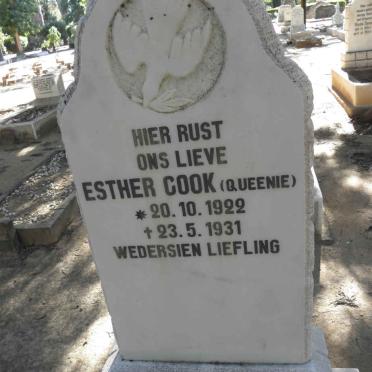 HIER RUST
ONS LIEVE
ESTHER COOK (QUEENIE)
* 20. 10. 1922
✝ 23. 5. 1931
WEDERSIEN LIEFLING